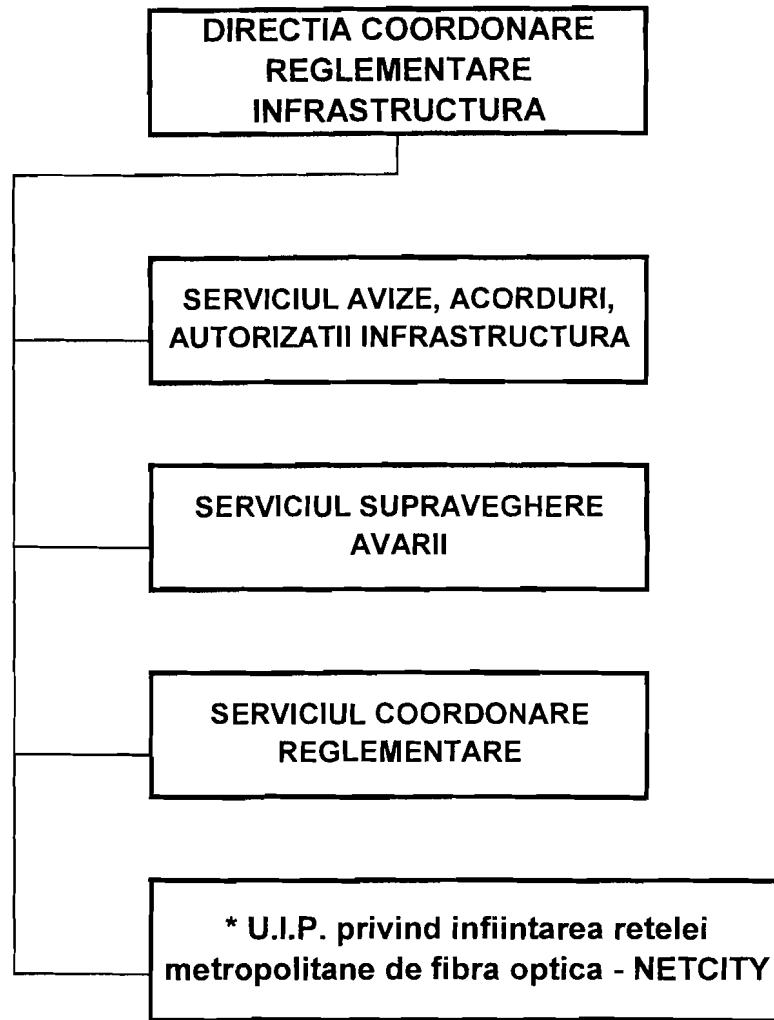 DIRECTIA COORDONARE
REGLEMENTARE
INFRASTRUCTURA
SERVICIUL AVIZE, ACORDURI,
AUTORIZATII INFRASTRUCTURA
SERVICIUL SUPRAVEGHERE
AVARII
SERVICIUL COORDONARE
REGLEMENTARE
* U.I.P. privind infiintarea retelei
metropolitane de fibra optica - NETCITY